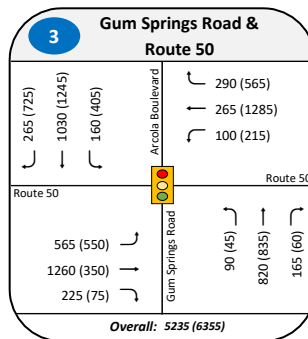 3
Gum Springs Road &
Route 50
265 (725)
1030 (1245)
160 (405)
Arcola Boulevard
290 (565)
265 (1285)
100 (215)
Route 50
Route 50
565 (550)
1260 (350)
225 (75)
Gum Springs Road
90 (45)
820 (835)
165 (60)
Overall: 5235 (6355)